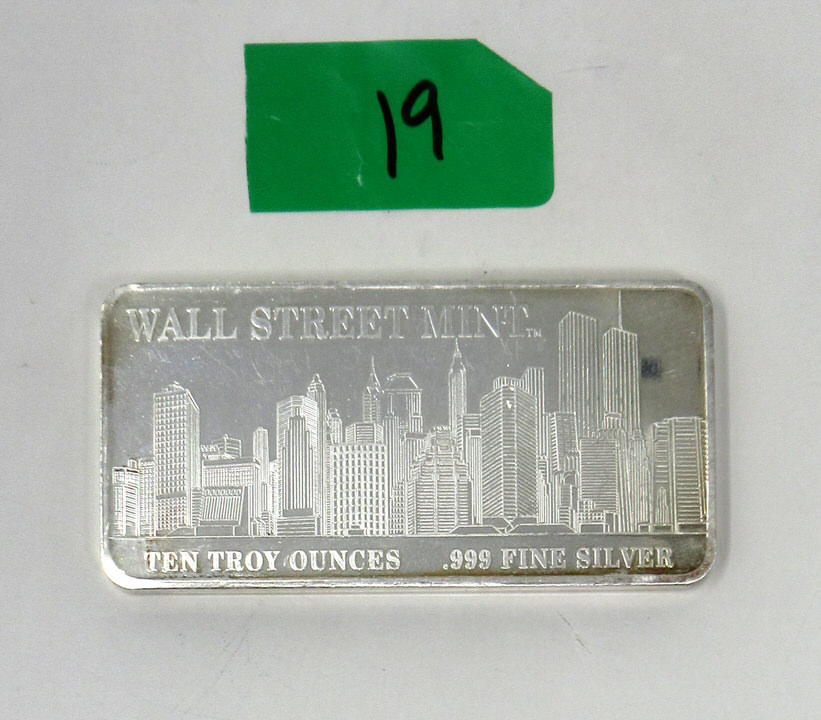 19
WALL STREET MINT™
TEN TROY OUNCES .999 FINE SILVER